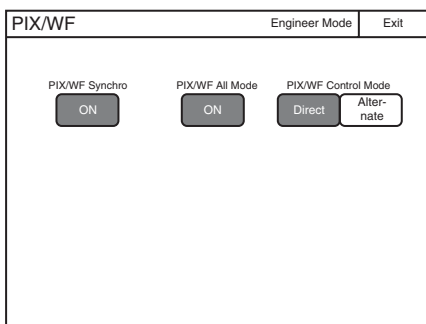 PIX/WF Engineer Mode Exit
PIX/WF Synchro PIX/WF All Mode PIX/WF Control Mode
ON ON Direct Alter-
nate